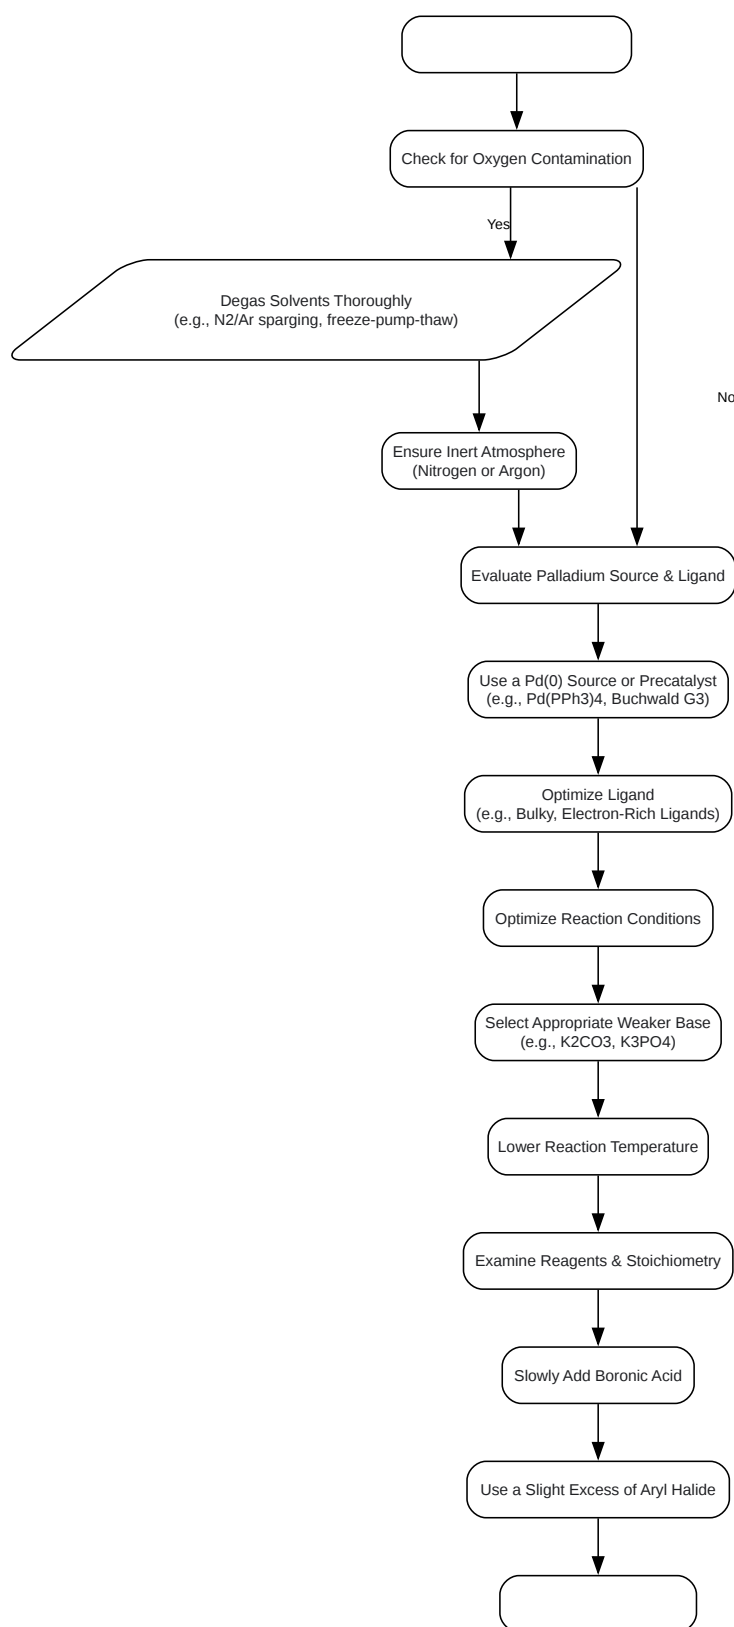 Check for Oxygen Contamination
Yes
Degas Solvents Thoroughly
(e.g., N2/Ar sparging, freeze-pump-thaw)
No
Ensure Inert Atmosphere
(Nitrogen or Argon)
Evaluate Palladium Source & Ligand
Use a Pd(0) Source or Precatalyst
(e.g., Pd(PPh3)4, Buchwald G3)
Optimize Ligand
(e.g., Bulky, Electron-Rich Ligands)
Optimize Reaction Conditions
Select Appropriate Weaker Base
(e.g., K2CO3, K3PO4)
Lower Reaction Temperature
Examine Reagents & Stoichiometry
Slowly Add Boronic Acid
Use a Slight Excess of Aryl Halide